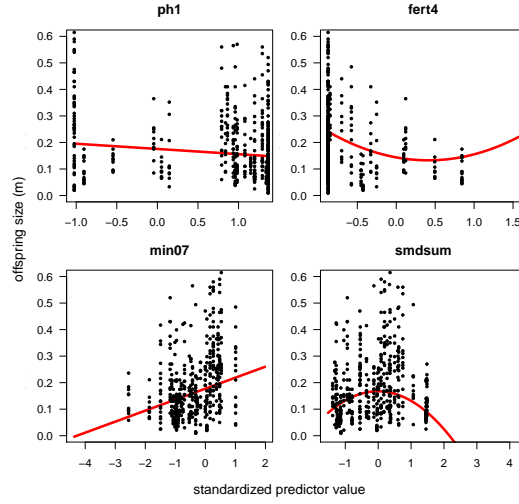 ph1
fert4
0.6
0.5
0.4
0.3
0.2
0.1
0.0
−1.0 −0.5 0.0 0.5 1.0
0.6
0.5
0.4
0.3
0.2
0.1
0.0
−0.5 0.0 0.5 1.0 1.5
offspring size (m)
min07
smdsum
0.6
0.5
0.4
0.3
0.2
0.1
0.0
−4 −3 −2 −1 0 1 2
0.6
0.5
0.4
0.3
0.2
0.1
0.0
−1 0 1 2 3 4
standardized predictor value